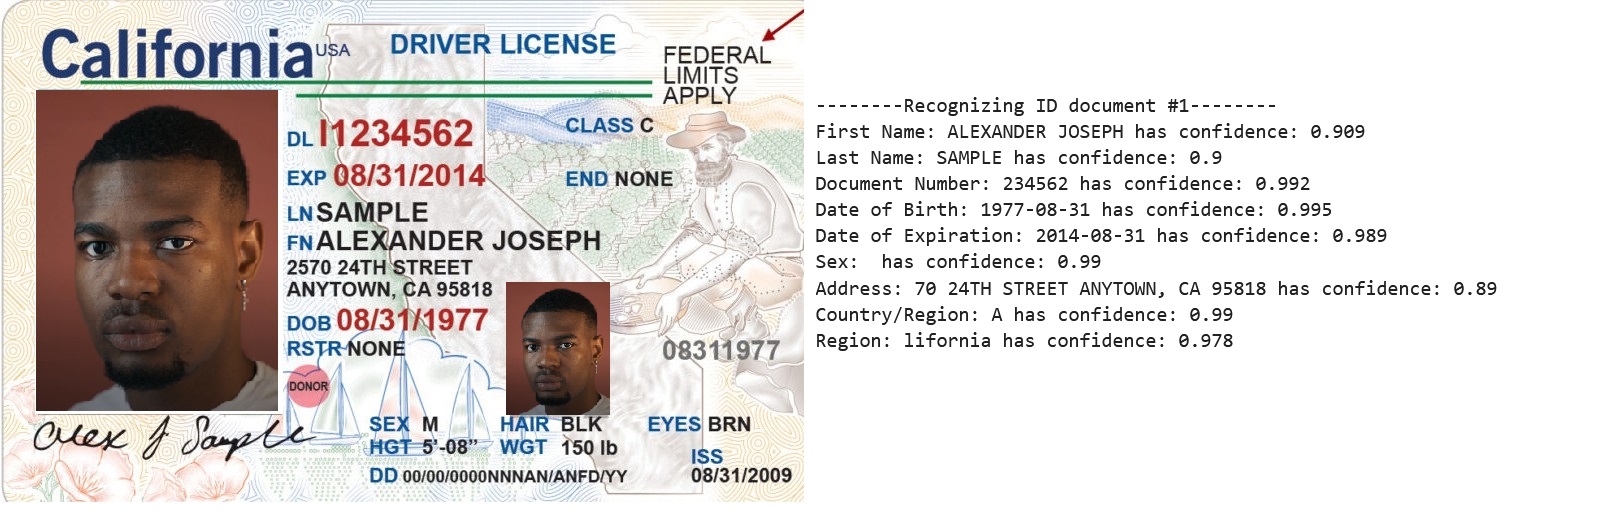 California USA DRIVER LICENSE
FEDERAL
LIMITS
APPLY
DL I1234562 CLASS C
EXP 08/31/2014 END NONE
LN SAMPLE
FN ALEXANDER JOSEPH
2570 24TH STREET
ANYTOWN, CA 95818
DOB 08/31/1977
RSTR NONE 08311977
DONOR
Alex J Sample
SEX M HAIR BLK EYES BRN
HGT 5'-08" WGT 150 lb
ISS
DD 00/00/0000NNNAN/ANFD/YY 08/31/2009
--------Recognizing ID document #1--------
First Name: ALEXANDER JOSEPH has confidence: 0.909
Last Name: SAMPLE has confidence: 0.9
Document Number: 234562 has confidence: 0.992
Date of Birth: 1977-08-31 has confidence: 0.995
Date of Expiration: 2014-08-31 has confidence: 0.989
Sex:  has confidence: 0.99
Address: 70 24TH STREET ANYTOWN, CA 95818 has confidence: 0.89
Country/Region: A has confidence: 0.99
Region: lifornia has confidence: 0.978